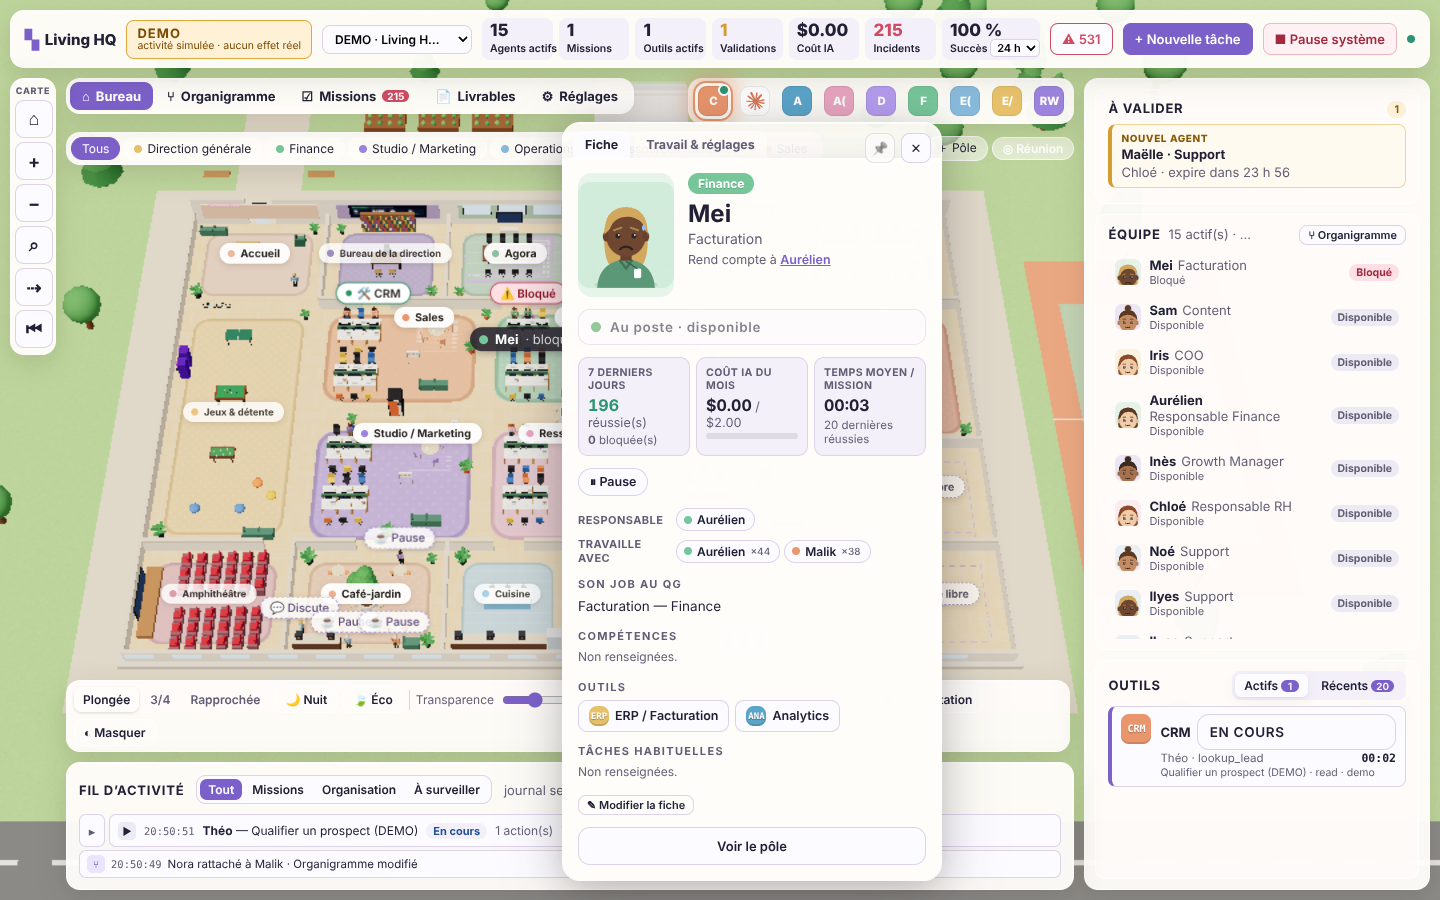 Living HQ
DEMO
activité simulée · aucun effet réel
DEMO · Living H...
15
Agents actifs
1
Missions
1
Outils actifs
1
Validations
$0.00
Coût IA
215
Incidents
100 %
Succès 24 h
⚠ 531
+ Nouvelle tâche
Pause système
CARTE
Bureau
Organigramme
Missions 215
Livrables
Réglages
C
A
A(
D
F
E(
E/
RW
Tous
Direction générale
Finance
Studio / Marketing
Sales
Pôle
Réunion
Accueil
Bureau de la direction
Agora
CRM
Bloqué
Sales
Mei
Jeux & détente
Studio / Marketing
Pause
Amphithéâtre
Café-jardin
Cuisine
Discute
Pause
libre
Fiche
Travail & réglages
Finance
Mei
Facturation
Rend compte à Aurélien
Au poste · disponible
7 DERNIERS JOURS
196
réussie(s)
0 bloquée(s)
COÛT IA DU MOIS
$0.00 /
$2.00
TEMPS MOYEN / MISSION
00:03
20 dernières réussies
Pause
RESPONSABLE
Aurélien
TRAVAILLE AVEC
Aurélien ×44
Malik ×38
SON JOB AU QG
Facturation — Finance
COMPÉTENCES
Non renseignées.
OUTILS
ERP ERP / Facturation
ANA Analytics
TÂCHES HABITUELLES
Non renseignées.
Modifier la fiche
Voir le pôle
Plongée
3/4
Rapprochée
Nuit
Éco
Transparence
Masquer
FIL D’ACTIVITÉ
Tout
Missions
Organisation
À surveiller
20:50:51 Théo — Qualifier un prospect (DEMO) En cours 1 action(s)
20:50:49 Nora rattaché à Malik · Organigramme modifié
À VALIDER
1
NOUVEL AGENT
Maëlle · Support
Chloé · expire dans 23 h 56
ÉQUIPE 15 actif(s) · ...
Organigramme
Mei Facturation
Bloqué
Bloqué
Sam Content
Disponible
Disponible
Iris COO
Disponible
Disponible
Aurélien
Responsable Finance
Disponible
Disponible
Inès Growth Manager
Disponible
Disponible
Chloé Responsable RH
Disponible
Disponible
Noé Support
Disponible
Disponible
Ilyes Support
Disponible
Disponible
OUTILS
Actifs 1
Récents 20
CRM
CRM
EN COURS
Théo · lookup_lead
00:02
Qualifier un prospect (DEMO) · read · demo